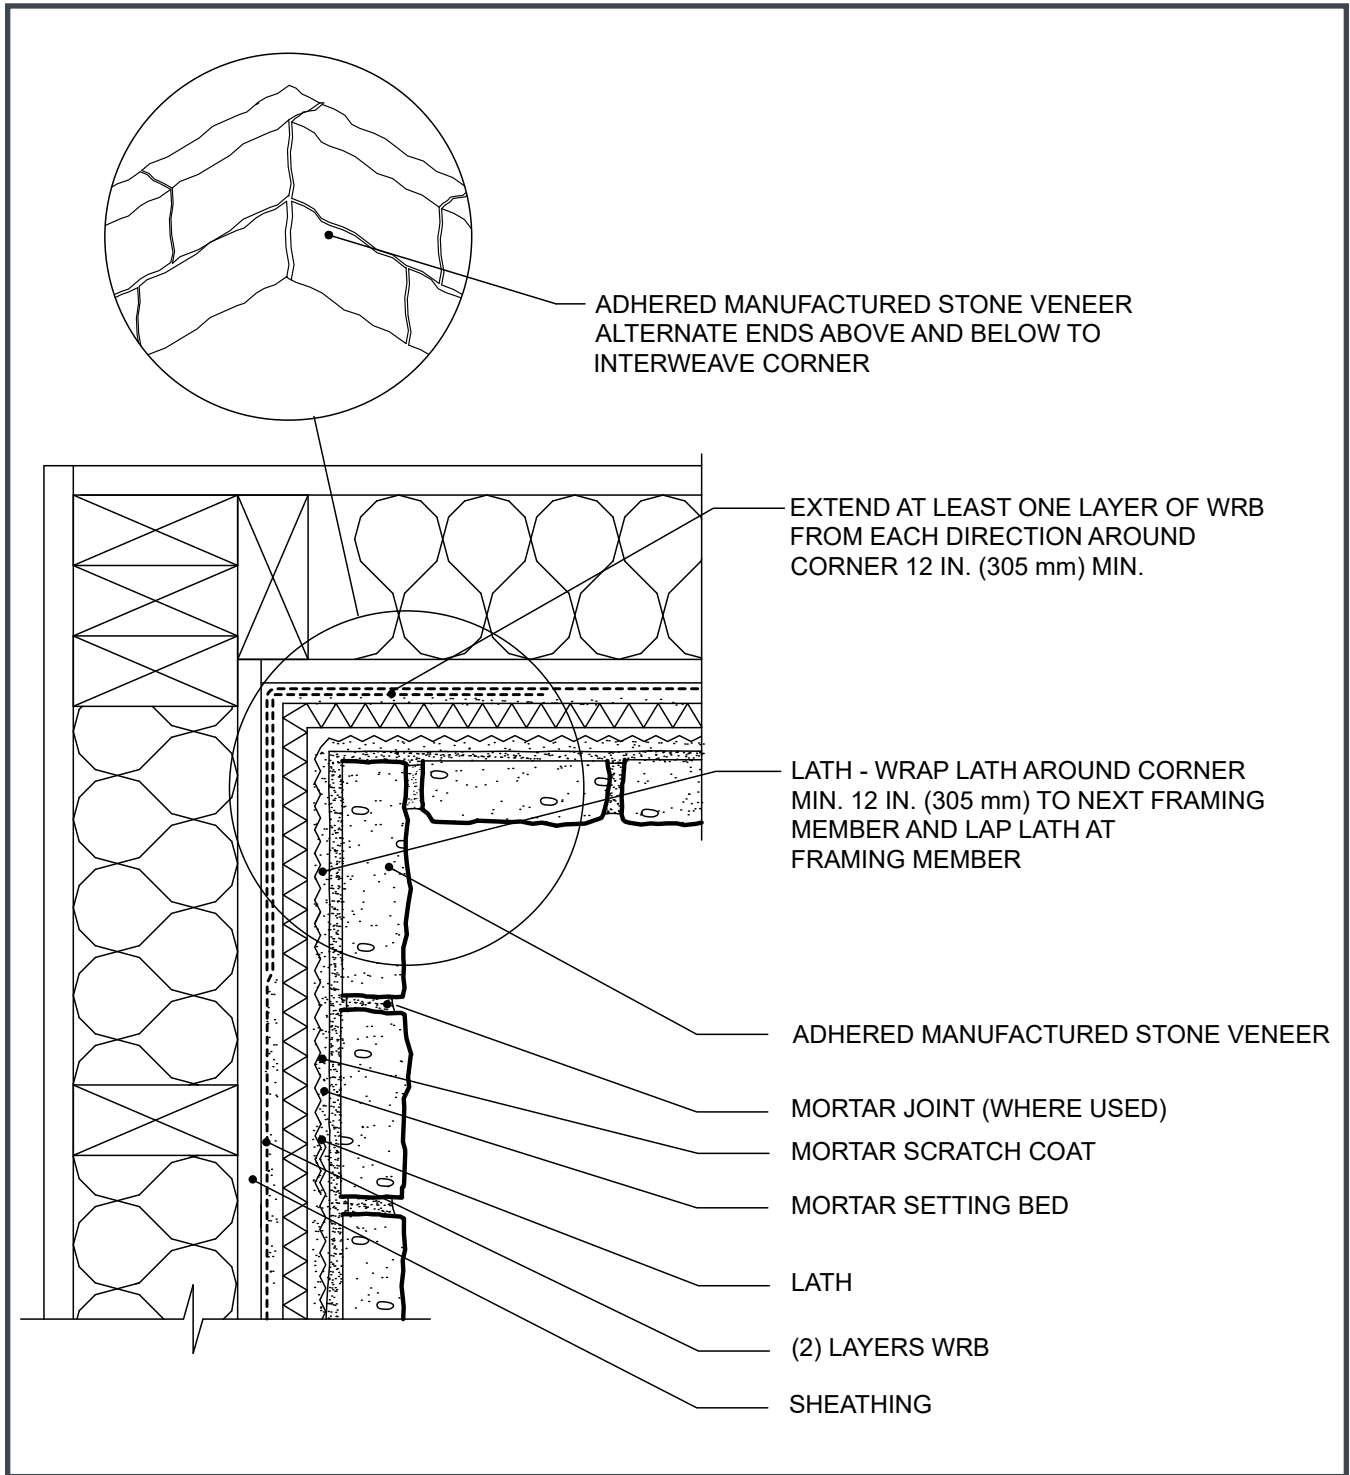 ADHERED MANUFACTURED STONE VENEER
ALTERNATE ENDS ABOVE AND BELOW TO
INTERWEAVE CORNER
EXTEND AT LEAST ONE LAYER OF WRB
FROM EACH DIRECTION AROUND
CORNER 12 IN. (305 mm) MIN.
LATH - WRAP LATH AROUND CORNER
MIN. 12 IN. (305 mm) TO NEXT FRAMING
MEMBER AND LAP LATH AT
FRAMING MEMBER
ADHERED MANUFACTURED STONE VENEER
MORTAR JOINT (WHERE USED)
MORTAR SCRATCH COAT
MORTAR SETTING BED
LATH
(2) LAYERS WRB
SHEATHING